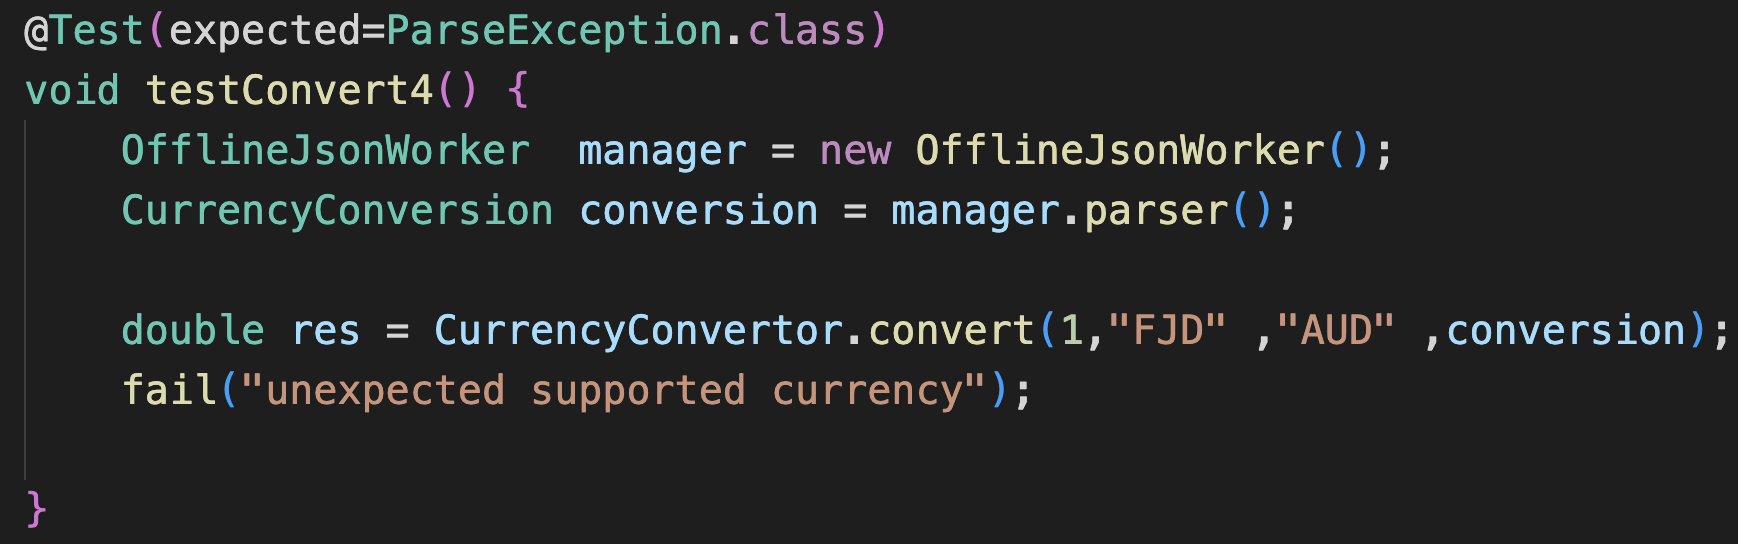 @Test(expected=ParseException.class)
void testConvert4() {
    OfflineJsonWorker  manager = new OfflineJsonWorker();
    CurrencyConversion conversion = manager.parser();
    double res = CurrencyConvertor.convert(1,"FJD" ,"AUD" ,conversion);
    fail("unexpected supported currency");
}